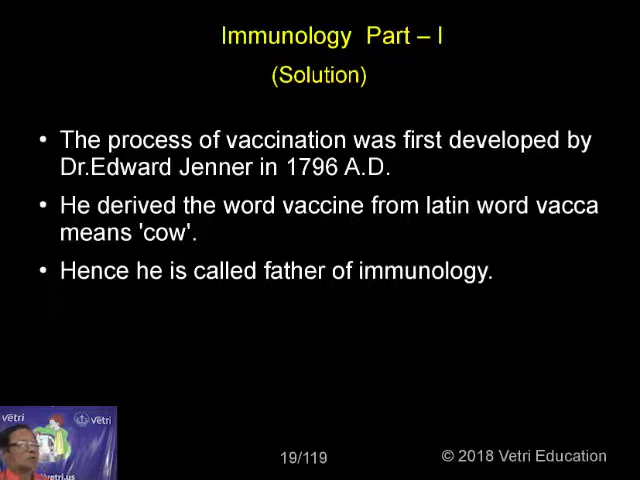 Immunology Part – I
(Solution)
• The process of vaccination was first developed by
Dr.Edward Jenner in 1796 A.D.
• He derived the word vaccine from latin word vacca
means 'cow'.
• Hence he is called father of immunology.
vetri
vetri
vetri.us
19/119
© 2018 Vetri Education